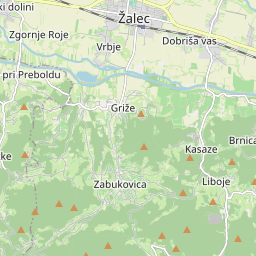 ki dolini
Žalec
Zgornje Roje
Vrbje
Dobriša vas
pri Preboldu
Griže
Brnica
Kasaze
ke
Zabukovica
Liboje